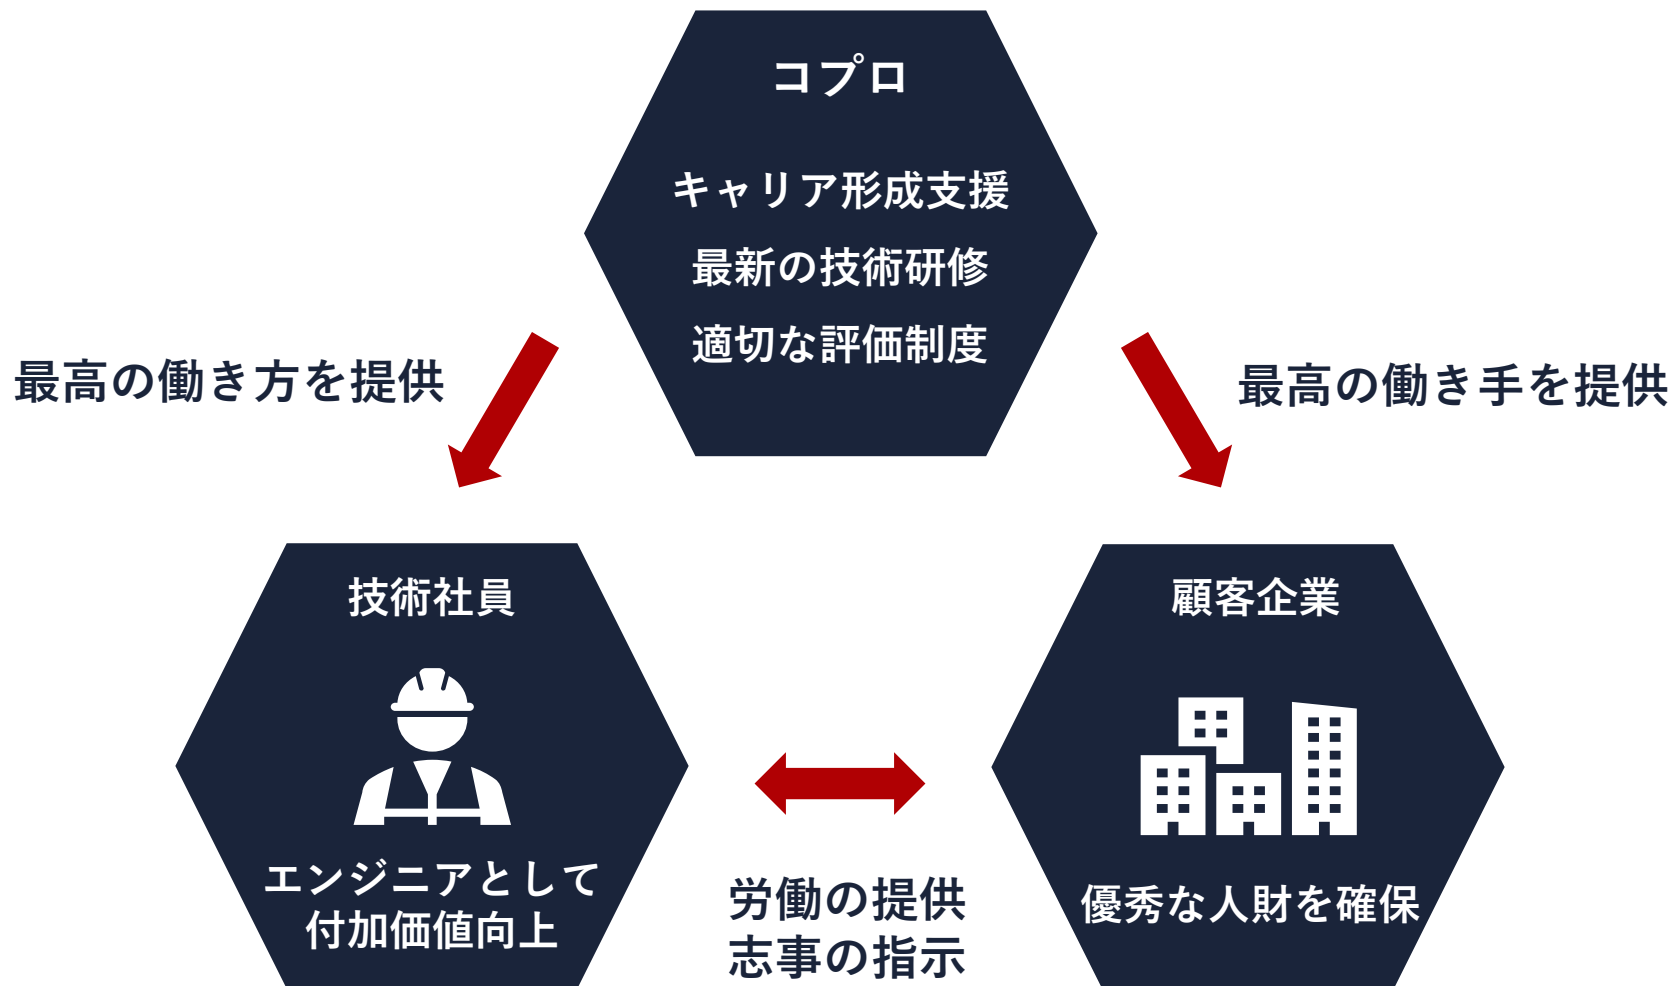 コプロ
キャリア形成支援
最新の技術研修
適切な評価制度
最高の働き方を提供
最高の働き手を提供
技術社員
エンジニアとして
付加価値向上
顧客企業
優秀な人財を確保
労働の提供
志事の指示